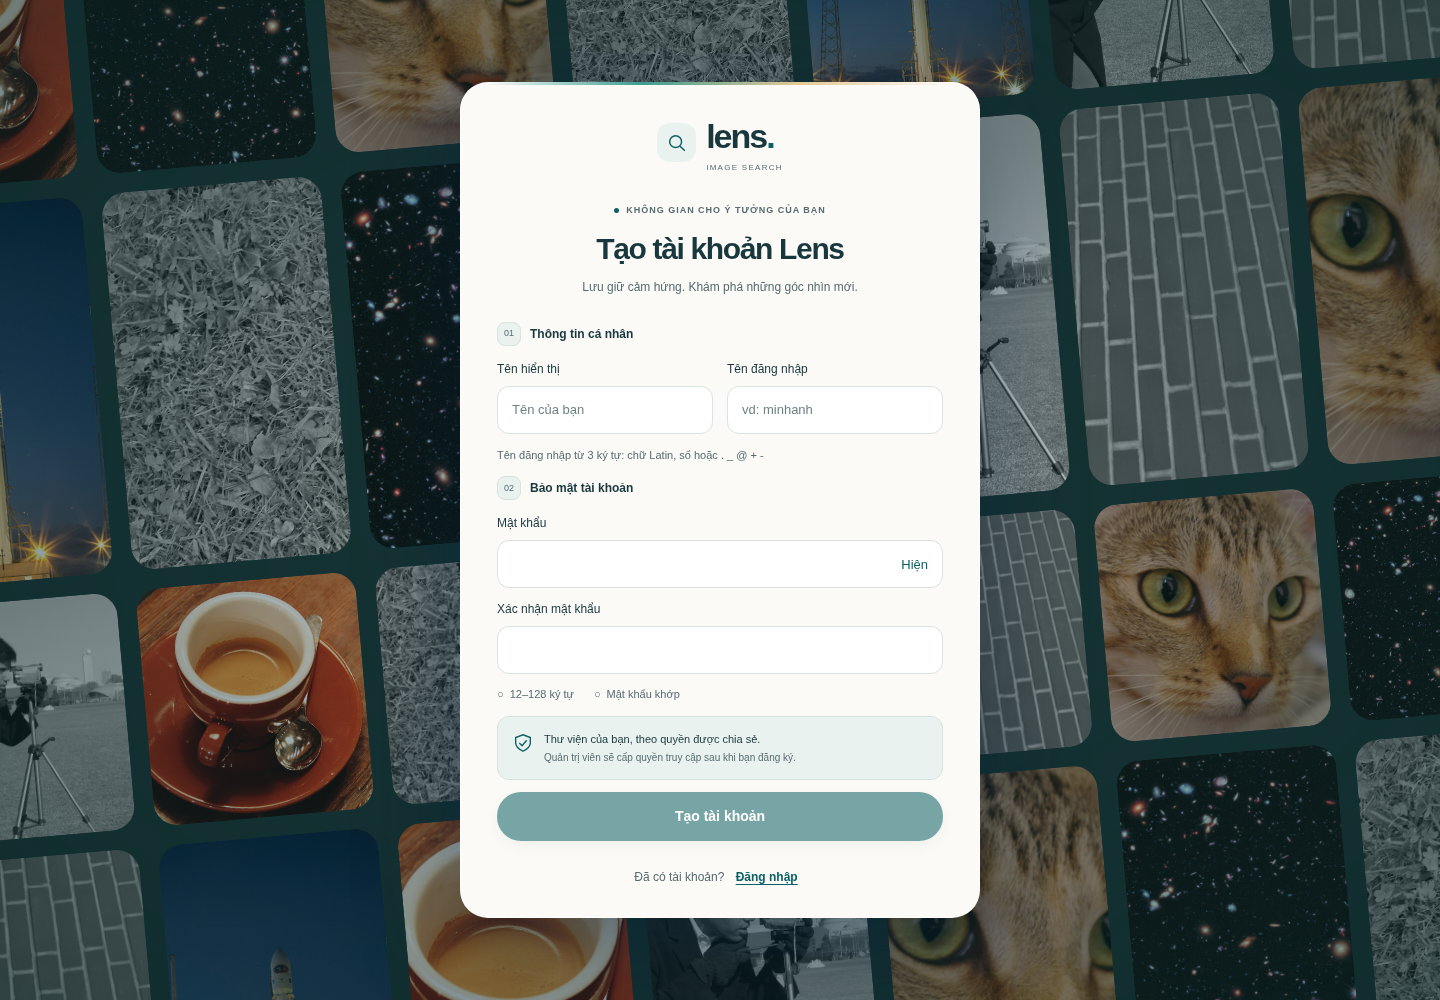 lens.
IMAGE SEARCH
KHÔNG GIAN CHO Ý TƯỞNG CỦA BẠN
Tạo tài khoản Lens
Lưu giữ cảm hứng. Khám phá những góc nhìn mới.
01 Thông tin cá nhân
Tên hiển thị Tên đăng nhập
Tên của bạn vd: minhanh
Tên đăng nhập từ 3 ký tự: chữ Latin, số hoặc . _ @ + -
02 Bảo mật tài khoản
Mật khẩu
Hiện
Xác nhận mật khẩu
○ 12–128 ký tự ○ Mật khẩu khớp
Thư viện của bạn, theo quyền được chia sẻ.
Quản trị viên sẽ cấp quyền truy cập sau khi bạn đăng ký.
Tạo tài khoản
Đã có tài khoản? Đăng nhập